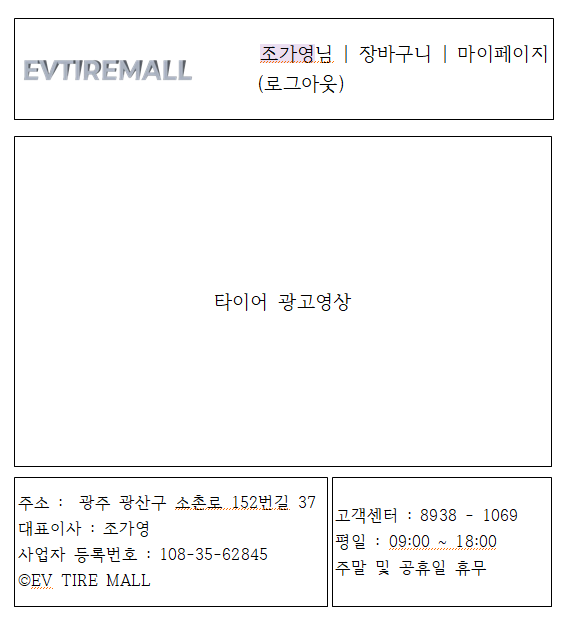 EVTIREMALL
조가영님 | 장바구니 | 마이페이지
(로그아웃)
타이어 광고영상
주소 : 광주 광산구 소촌로 152번길 37
대표이사 : 조가영
사업자 등록번호 : 108-35-62845
©EV TIRE MALL
고객센터 : 8938 - 1069
평일 : 09:00 ~ 18:00
주말 및 공휴일 휴무